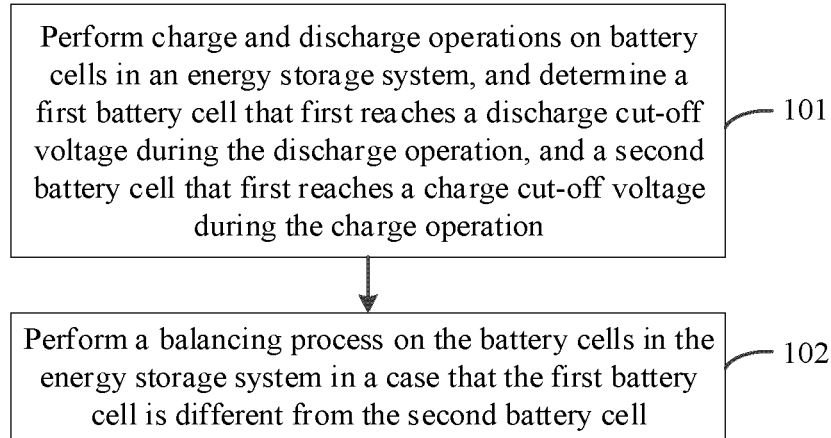 Perform charge and discharge operations on battery
cells in an energy storage system, and determine a
first battery cell that first reaches a discharge cut-off
voltage during the discharge operation, and a second
battery cell that first reaches a charge cut-off voltage
during the charge operation
101
Perform a balancing process on the battery cells in the
energy storage system in a case that the first battery
cell is different from the second battery cell
102